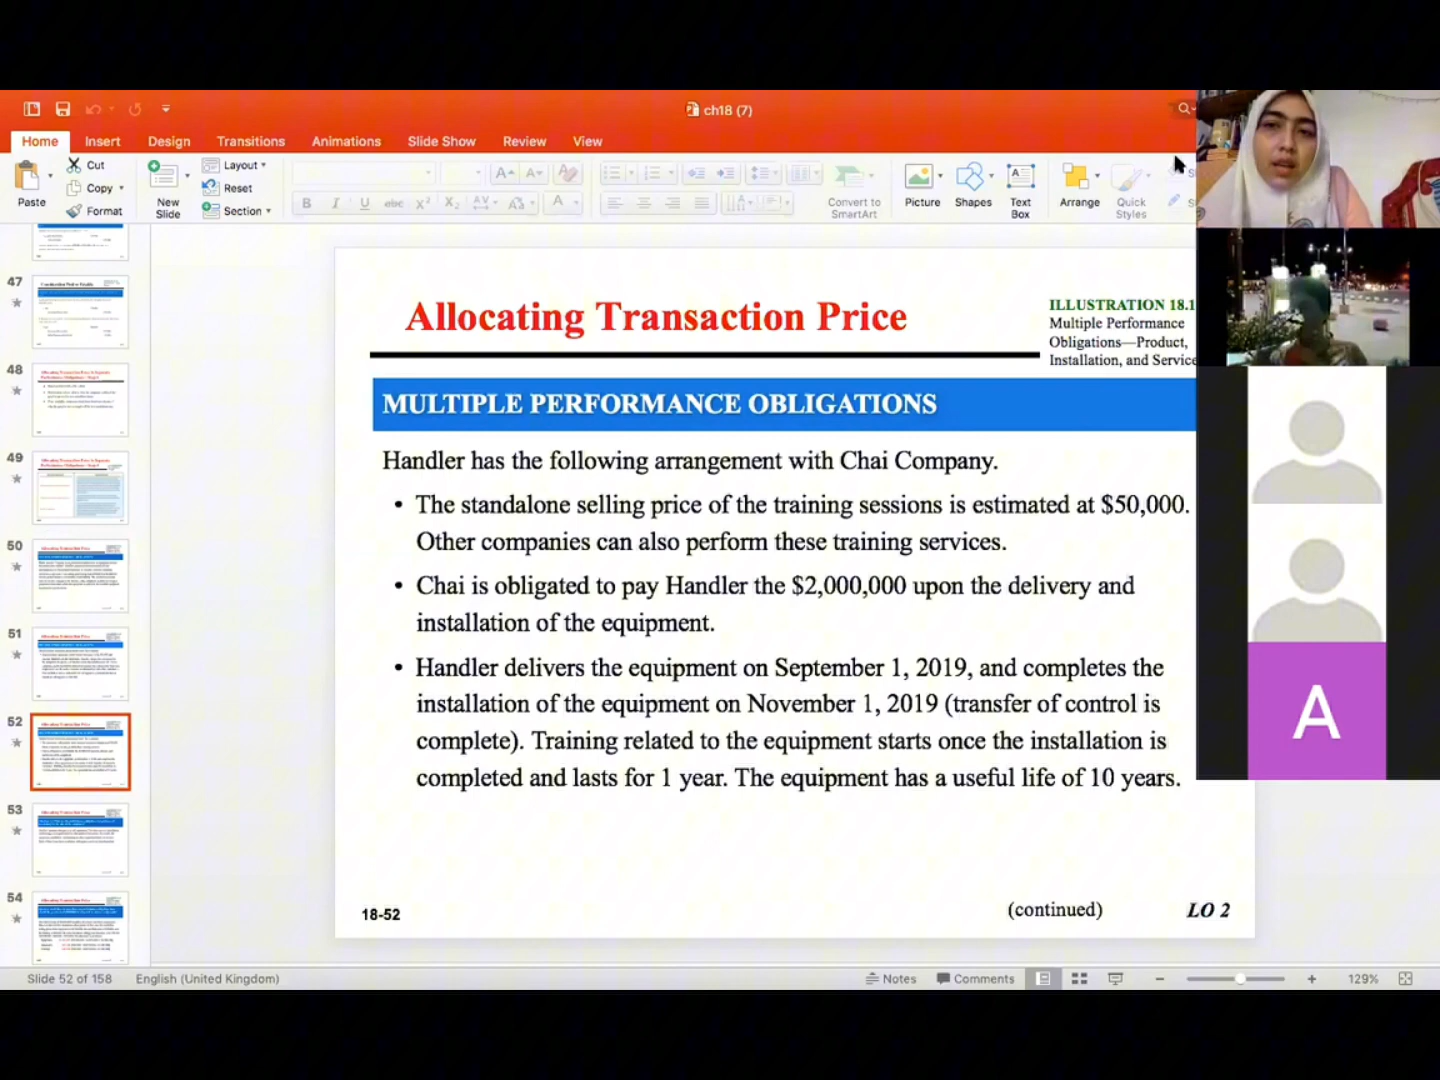 ch18 (7)
Home Insert Design Transitions Animations Slide Show Review View
Paste
Cut
Copy
Format
New
Slide
Layout
Reset
Section
B I U abc X² X₂ AV Aa A
Convert to
SmartArt
Picture
Shapes
Text
Box
Arrange
Quick
Styles
47
48
49
50
51
52
53
54
Allocating Transaction Price
ILLUSTRATION 18.1
Multiple Performance
Obligations—Product,
Installation, and Service
MULTIPLE PERFORMANCE OBLIGATIONS
Handler has the following arrangement with Chai Company.
• The standalone selling price of the training sessions is estimated at $50,000.
Other companies can also perform these training services.
• Chai is obligated to pay Handler the $2,000,000 upon the delivery and
installation of the equipment.
• Handler delivers the equipment on September 1, 2019, and completes the
installation of the equipment on November 1, 2019 (transfer of control is
complete). Training related to the equipment starts once the installation is
completed and lasts for 1 year. The equipment has a useful life of 10 years.
18-52
(continued)
LO 2
A
Slide 52 of 158 English (United Kingdom) Notes Comments 129%